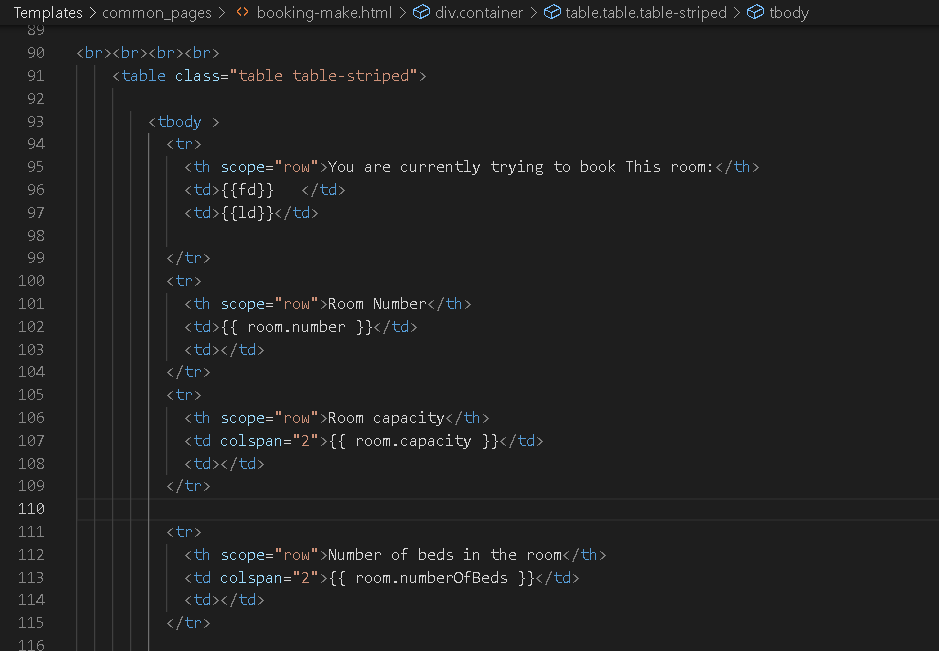 Templates > common_pages > <> booking-make.html > div.container > table.table.table-striped > tbody
89
90 <br><br><br><br>
91 <table class="table table-striped">
92
93 <tbody >
94 <tr>
95 <th scope="row">You are currently trying to book This room:</th>
96 <td>{{fd}}   </td>
97 <td>{{ld}}</td>
98
99 </tr>
100 <tr>
101 <th scope="row">Room Number</th>
102 <td>{{ room.number }}</td>
103 <td></td>
104 </tr>
105 <tr>
106 <th scope="row">Room capacity</th>
107 <td colspan="2">{{ room.capacity }}</td>
108 <td></td>
109 </tr>
110
111 <tr>
112 <th scope="row">Number of beds in the room</th>
113 <td colspan="2">{{ room.numberOfBeds }}</td>
114 <td></td>
115 </tr>
116